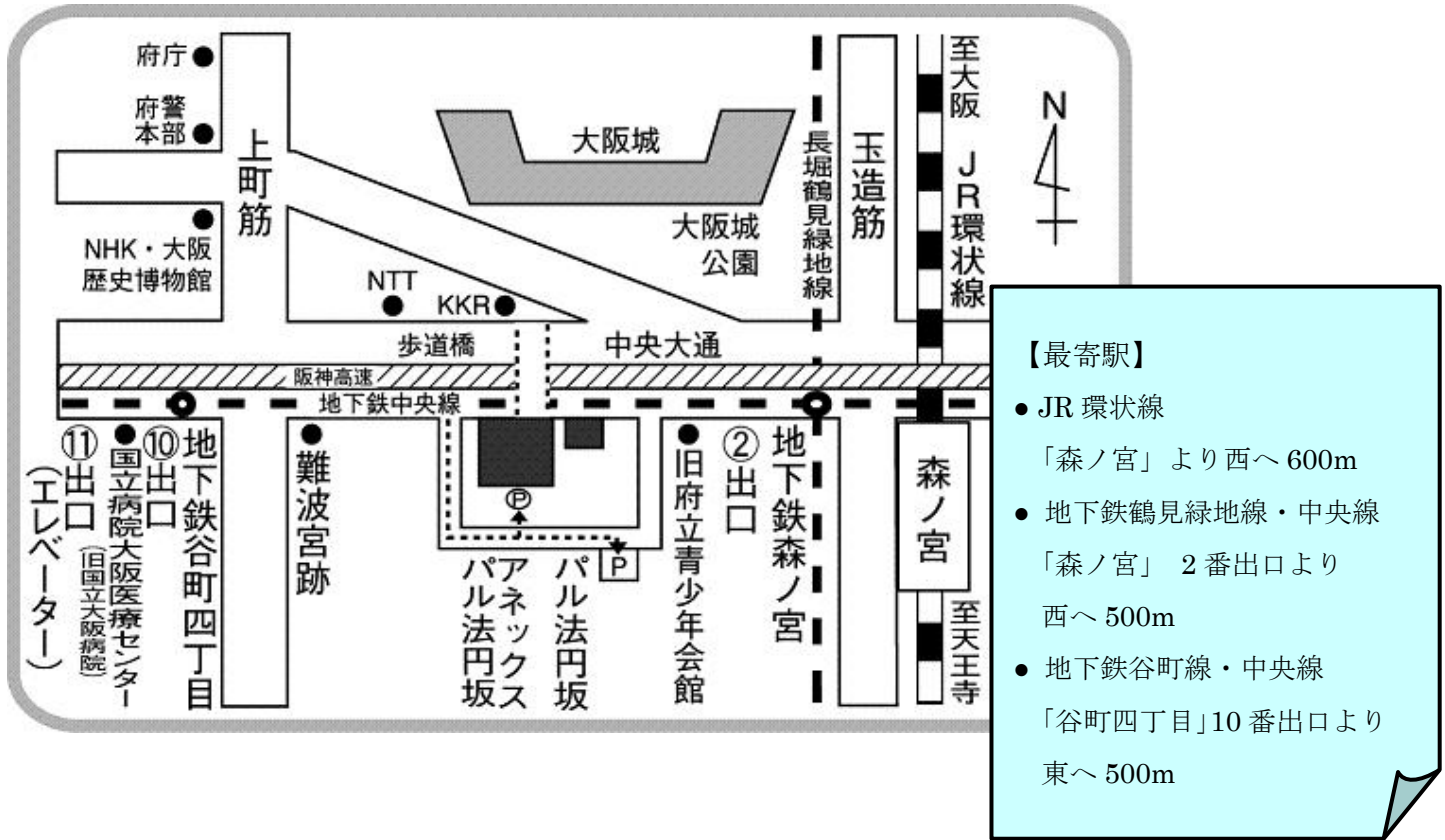 府庁
府警
本部
上町筋
NHK・大阪
歴史博物館
NTT
KKR
大阪城
大阪城
公園
長堀鶴見緑地線
玉造筋
至大阪
JR環状線
N
歩道橋
中央大通
阪神高速
地下鉄中央線
⑪出口
(エレベーター)
国立病院大阪医療センター
(旧国立大阪病院)
⑩出口
地下鉄谷町四丁目
難波宮跡
P
P
アネックス
パル法円坂
パル法円坂
旧府立青少年会館
②出口
地下鉄森ノ宮
森ノ宮
至天王寺
【最寄駅】
● JR 環状線
「森ノ宮」より西へ 600m
● 地下鉄鶴見緑地線・中央線
「森ノ宮」 2 番出口より
西へ 500m
● 地下鉄谷町線・中央線
「谷町四丁目」10 番出口より
東へ 500m